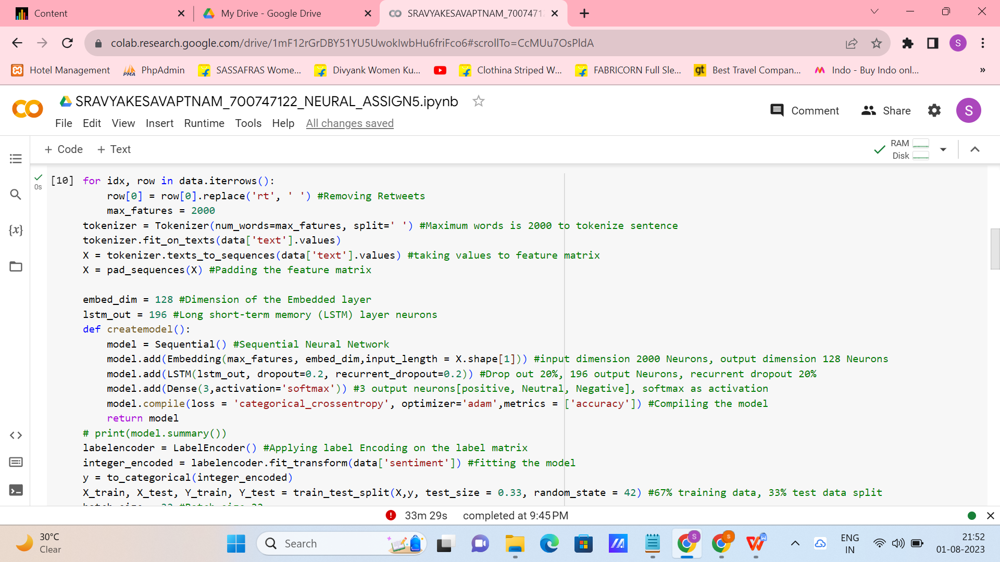 Content
My Drive - Google Drive
SRAVYAKESAVAPTNAM_7007471
colab.research.google.com/drive/1mF12rGrDBY51YU5UwoklwbHu6friFco6#scrollTo=CcMUu7OsPldA
S
Hotel Management
PMA
PhpAdmin
SASSAFRAS Wome...
Divyank Women Ku...
Clothina Striped W...
FABRICORN Full Sle...
gt
Best Travel Compan...
Indo - Buy Indo onl...
»
SRAVYAKESAVAPTNAM_700747122_NEURAL_ASSIGN5.ipynb
Comment
Share
S
File Edit View Insert Runtime Tools Help All changes saved
+ Code + Text
RAM
Disk
0s
[10] for idx, row in data.iterrows():
row[0] = row[0].replace('rt', ' ') #Removing Retweets
max_fatures = 2000
tokenizer = Tokenizer(num_words=max_fatures, split=' ') #Maximum words is 2000 to tokenize sentence
tokenizer.fit_on_texts(data['text'].values)
X = tokenizer.texts_to_sequences(data['text'].values) #taking values to feature matrix
X = pad_sequences(X) #Padding the feature matrix
embed_dim = 128 #Dimension of the Embedded layer
lstm_out = 196 #Long short-term memory (LSTM) layer neurons
def createmodel():
model = Sequential() #Sequential Neural Network
model.add(Embedding(max_fatures, embed_dim,input_length = X.shape[1])) #input dimension 2000 Neurons, output dimension 128 Neurons
model.add(LSTM(lstm_out, dropout=0.2, recurrent_dropout=0.2)) #Drop out 20%, 196 output Neurons, recurrent dropout 20%
model.add(Dense(3,activation='softmax')) #3 output neurons[positive, Neutral, Negative], softmax as activation
model.compile(loss = 'categorical_crossentropy', optimizer='adam',metrics = ['accuracy']) #Compiling the model
return model
# print(model.summary())
labelencoder = LabelEncoder() #Applying label Encoding on the label matrix
integer_encoded = labelencoder.fit_transform(data['sentiment']) #fitting the model
y = to_categorical(integer_encoded)
X_train, X_test, Y_train, Y_test = train_test_split(X,y, test_size = 0.33, random_state = 42) #67% training data, 33% test data split
33m 29s completed at 9:45 PM
30°C
Clear
Search
ENG
IN
21:52
01-08-2023